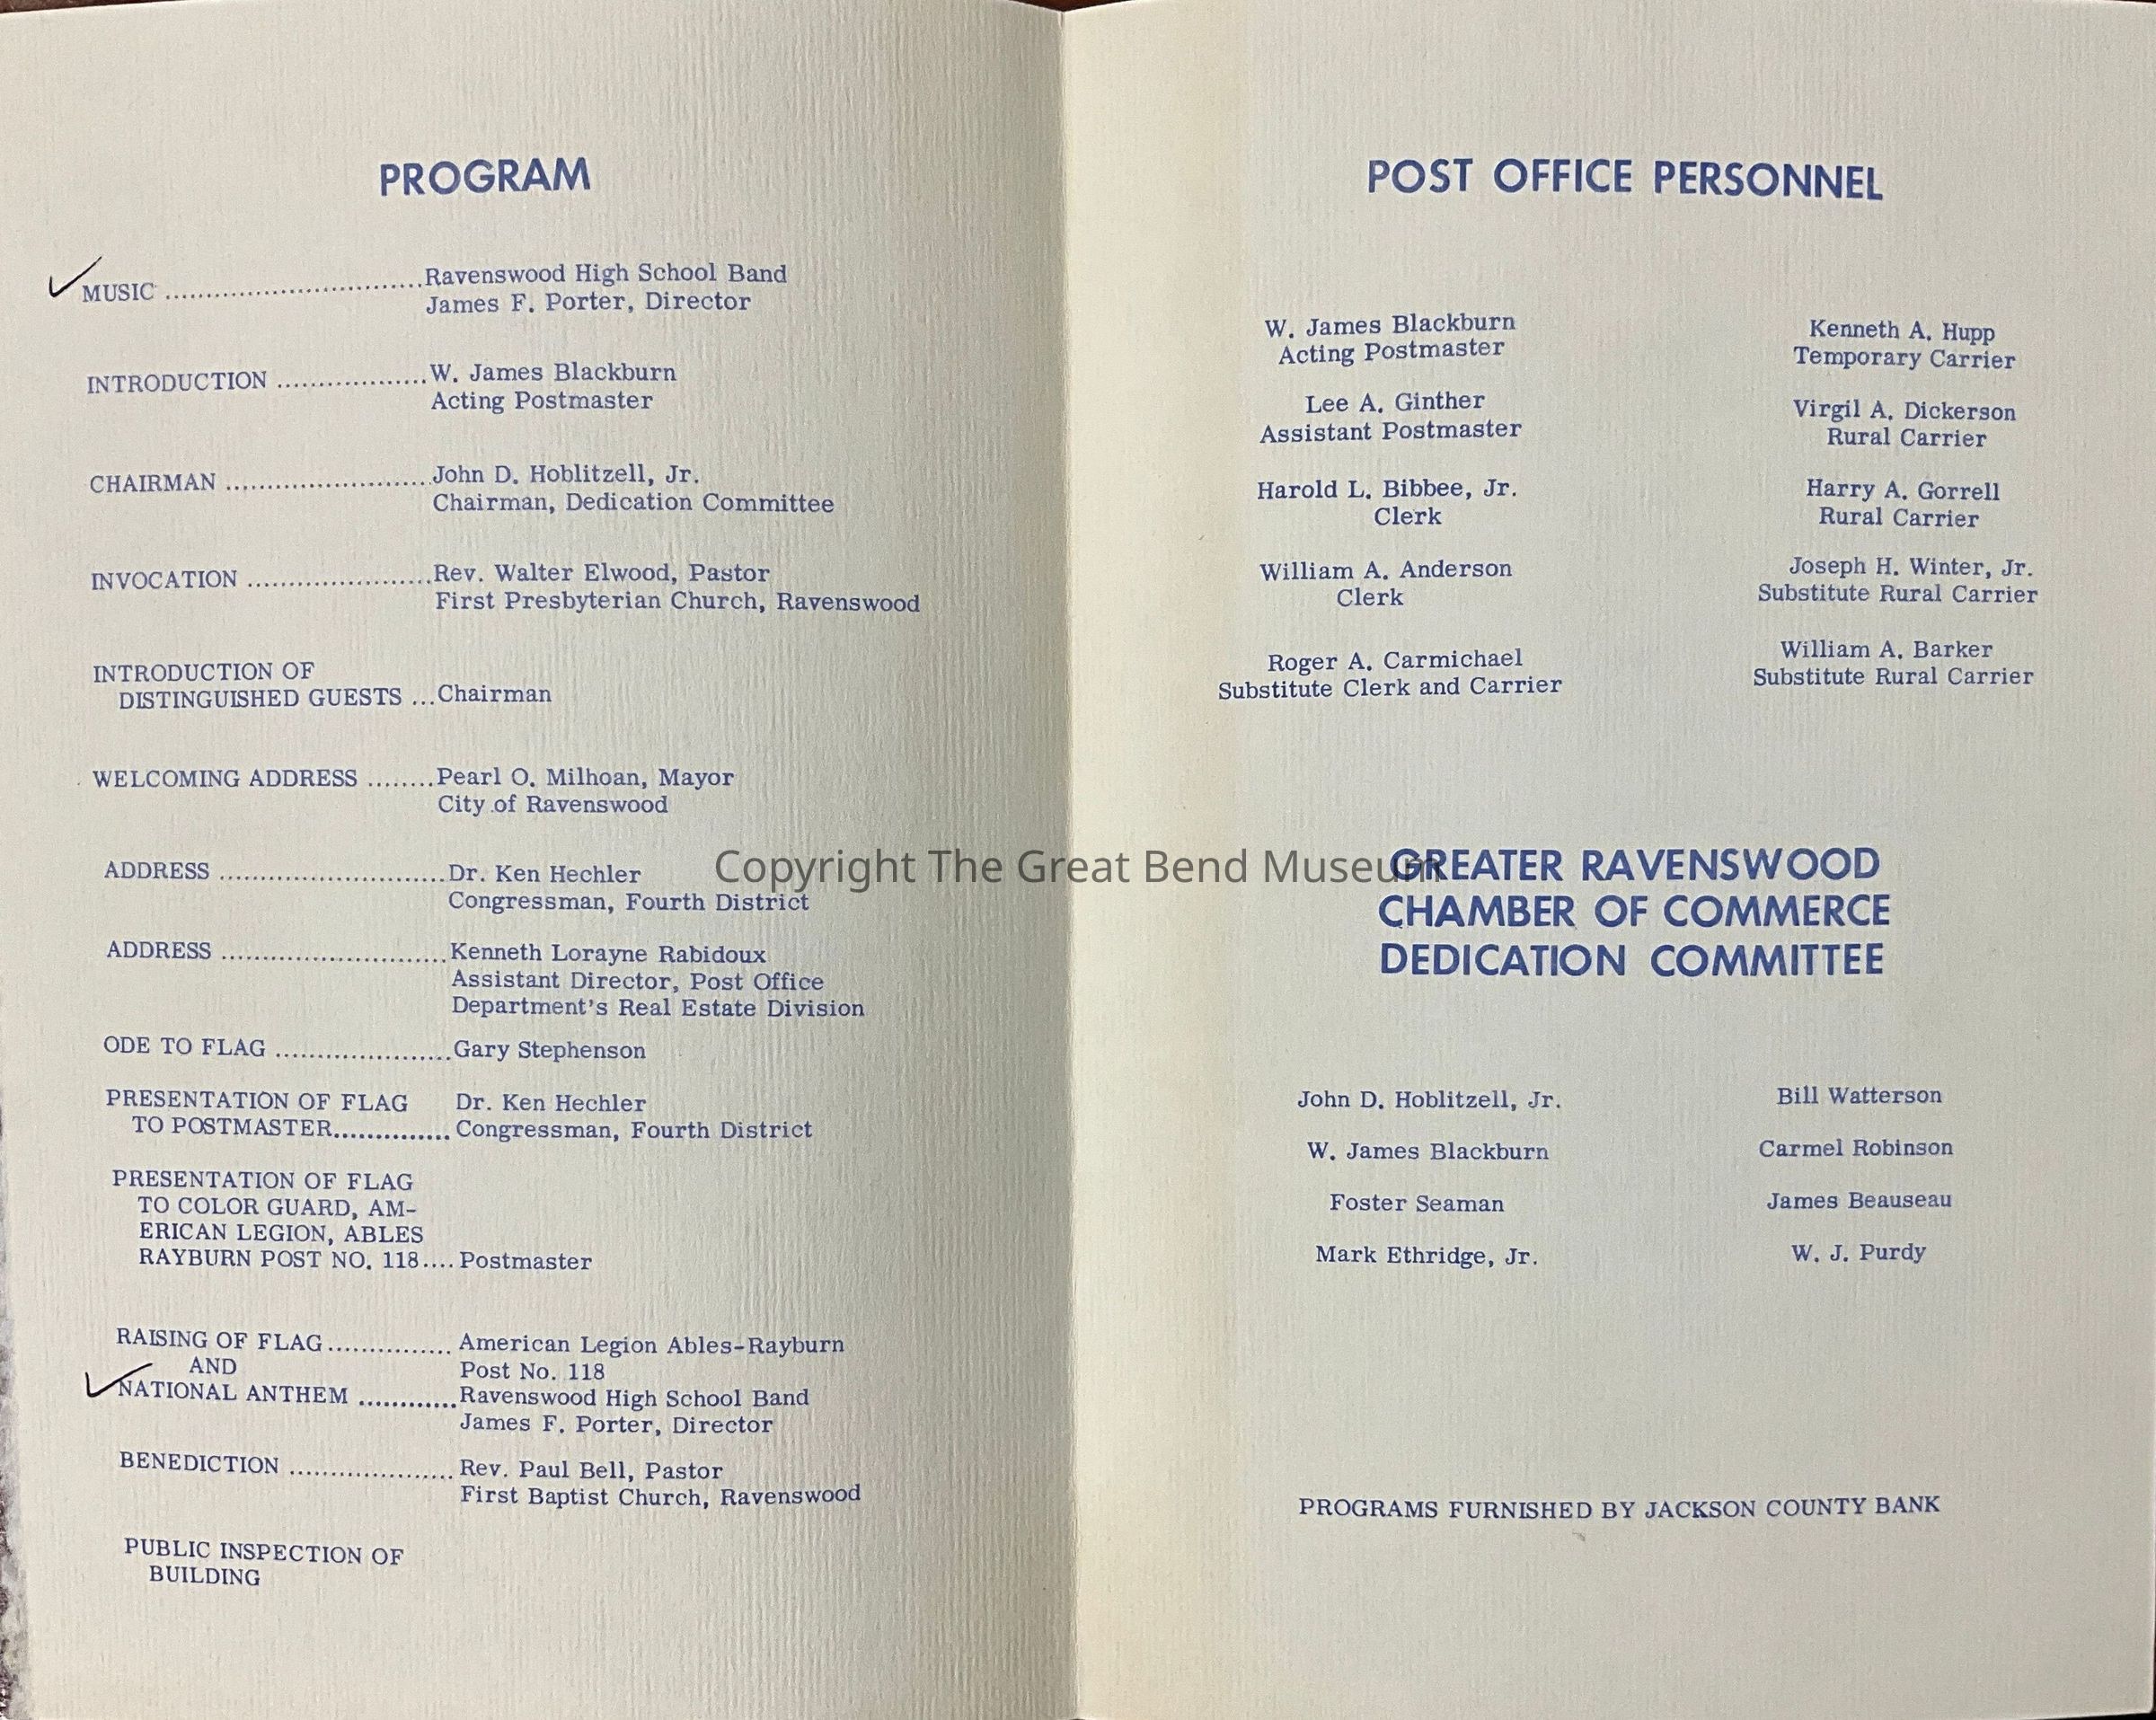 PROGRAM
MUSIC ................................Ravenswood High School Band
James F. Porter, Director
INTRODUCTION ..................W. James Blackburn
Acting Postmaster
CHAIRMAN .........................John D. Hoblitzell, Jr.
Chairman, Dedication Committee
INVOCATION ......................Rev. Walter Elwood, Pastor
First Presbyterian Church, Ravenswood
INTRODUCTION OF
DISTINGUISHED GUESTS ...Chairman
WELCOMING ADDRESS ........Pearl O. Milhoan, Mayor
City of Ravenswood
ADDRESS ...........................Dr. Ken Hechler
Congressman, Fourth District
ADDRESS ...........................Kenneth Lorayne Rabidoux
Assistant Director, Post Office
Department's Real Estate Division
ODE TO FLAG .....................Gary Stephenson
PRESENTATION OF FLAG Dr. Ken Hechler
TO POSTMASTER..............Congressman, Fourth District
PRESENTATION OF FLAG
TO COLOR GUARD, AM-
ERICAN LEGION, ABLES
RAYBURN POST NO. 118....Postmaster
RAISING OF FLAG...............American Legion Ables-Rayburn
AND Post No. 118
NATIONAL ANTHEM ............Ravenswood High School Band
James F. Porter, Director
BENEDICTION ....................Rev. Paul Bell, Pastor
First Baptist Church, Ravenswood
PUBLIC INSPECTION OF
BUILDING
POST OFFICE PERSONNEL
W. James Blackburn
Acting Postmaster
Lee A. Ginther
Assistant Postmaster
Harold L. Bibbee, Jr.
Clerk
William A. Anderson
Clerk
Roger A. Carmichael
Substitute Clerk and Carrier
Kenneth A. Hupp
Temporary Carrier
Virgil A. Dickerson
Rural Carrier
Harry A. Gorrell
Rural Carrier
Joseph H. Winter, Jr.
Substitute Rural Carrier
William A. Barker
Substitute Rural Carrier
GREATER RAVENSWOOD
CHAMBER OF COMMERCE
DEDICATION COMMITTEE
John D. Hoblitzell, Jr.
W. James Blackburn
Foster Seaman
Mark Ethridge, Jr.
Bill Watterson
Carmel Robinson
James Beauseau
W. J. Purdy
PROGRAMS FURNISHED BY JACKSON COUNTY BANK
Copyright The Great Bend Museum